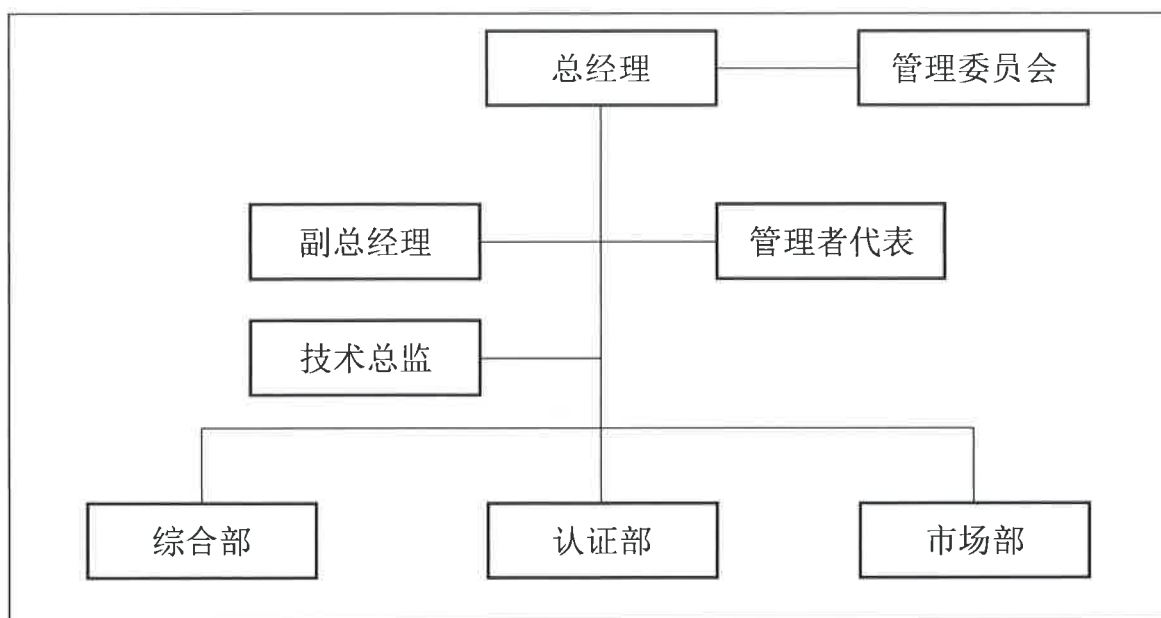 总经理
管理委员会
副总经理
管理者代表
技术总监
综合部
认证部
市场部